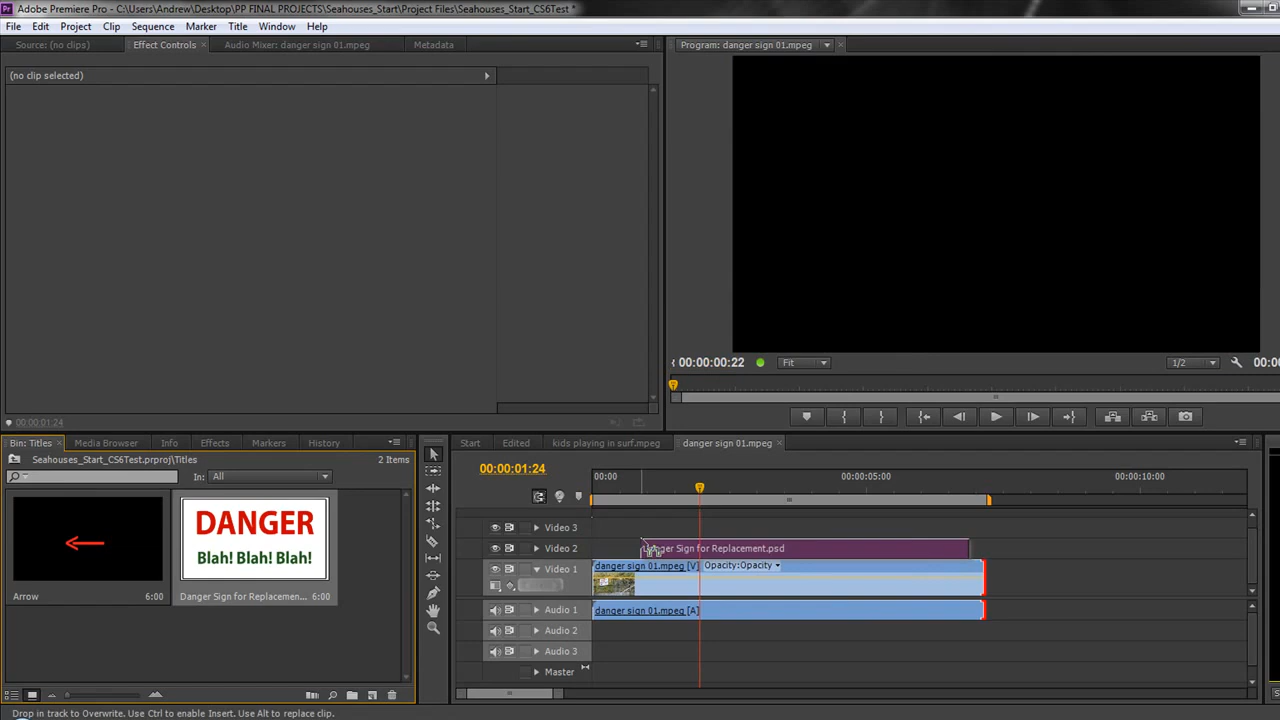 Adobe Premiere Pro - C:\Users\Andrew\Desktop\PP FINAL PROJECTS\Seahouses_Start\Project Files\Seahouses_Start_CS6Test *
File Edit Project Clip Sequence Marker Title Window Help
Source: (no clips) Effect Controls Audio Mixer: danger sign 01.mpeg Metadata Program: danger sign 01.mpeg
(no clip selected)
00:00:00:22 Fit 1/2 00:00
00:00:01:24
Bin: Titles Media Browser Info Effects Markers History Start Edited kids playing in surf.mpeg danger sign 01.mpeg
Seahouses_Start_CS6Test.prproj\Titles 2 Items
In: All
00:00:01:24
00:00 00:00:05:00 00:00:10:00
DANGER
Blah! Blah! Blah!
Arrow 6:00 Danger Sign for Replacemen... 6:00
Video 3
Video 2 Danger Sign for Replacement.psd
Video 1 danger sign 01.mpeg [V] Opacity:Opacity
Audio 1 danger sign 01.mpeg [A]
Audio 2
Audio 3
Master
Drop in track to Overwrite. Use Ctrl to enable Insert. Use Alt to replace clip.